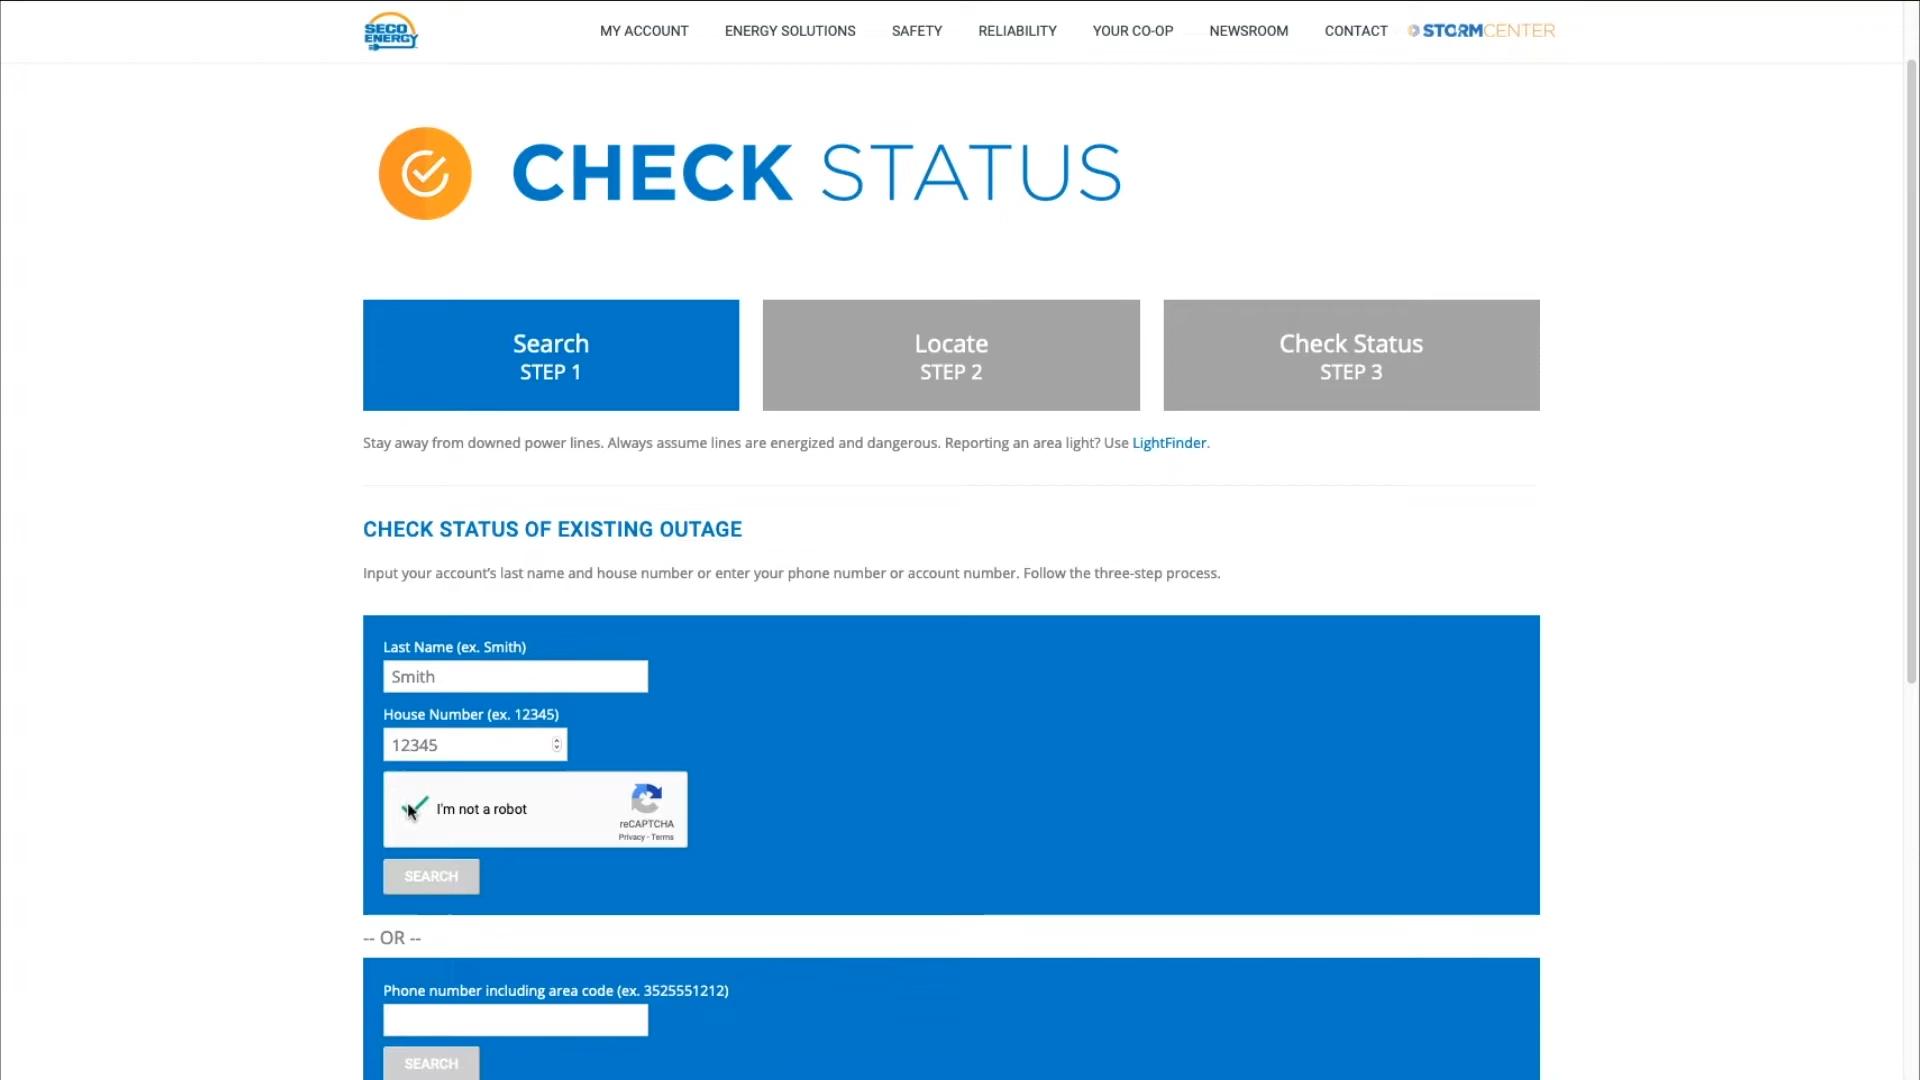 SECO
ENERGY
MY ACCOUNT
ENERGY SOLUTIONS
SAFETY
RELIABILITY
YOUR CO-OP
NEWSROOM
CONTACT
STORMCENTER
CHECK STATUS
Search
STEP 1
Locate
STEP 2
Check Status
STEP 3
Stay away from downed power lines. Always assume lines are energized and dangerous. Reporting an area light? Use LightFinder.
CHECK STATUS OF EXISTING OUTAGE
Input your account’s last name and house number or enter your phone number or account number. Follow the three-step process.
Last Name (ex. Smith)
Smith
House Number (ex. 12345)
12345
I'm not a robot
reCAPTCHA
Privacy - Terms
SEARCH
-- OR --
Phone number including area code (ex. 3525551212)
SEARCH